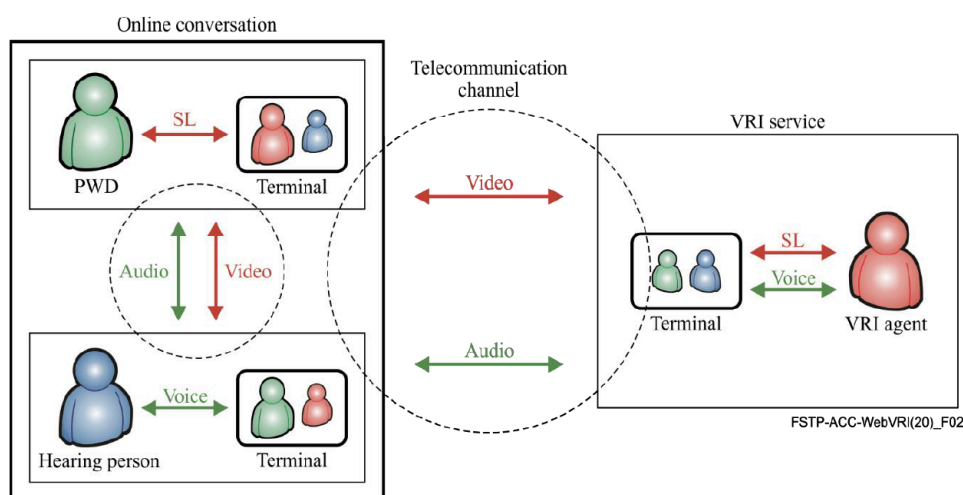 Online conversation
Telecommunication
channel
VRI service
SL
PWD
Terminal
Video
Audio
Video
SL
Voice
Terminal
VRI agent
Audio
Voice
Hearing person
Terminal
FSTP-ACC-WebVRI(20)_F02